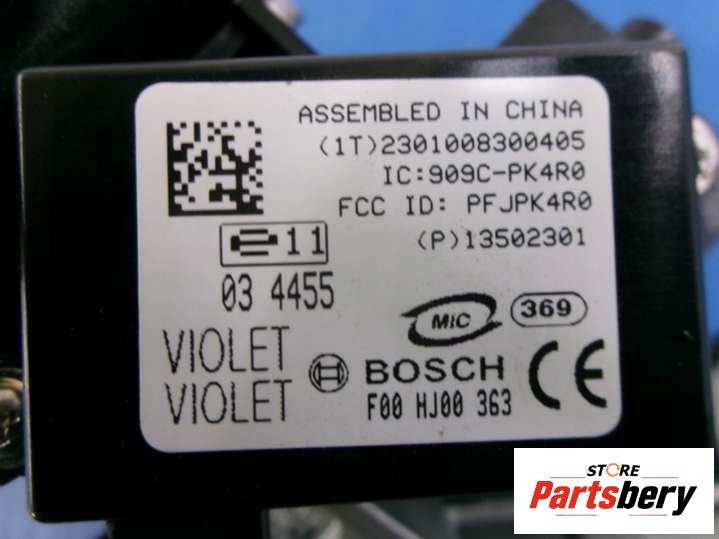 ASSEMBLED IN CHINA
(1T)2301008300405
IC:909C-PK4R0
FCC ID: PFJPK4R0
e 11
(P)13502301
03 4455
MIC
369
VIOLET
VIOLET
BOSCH
CE
F00 HJ00 363
STORE
Partsbery